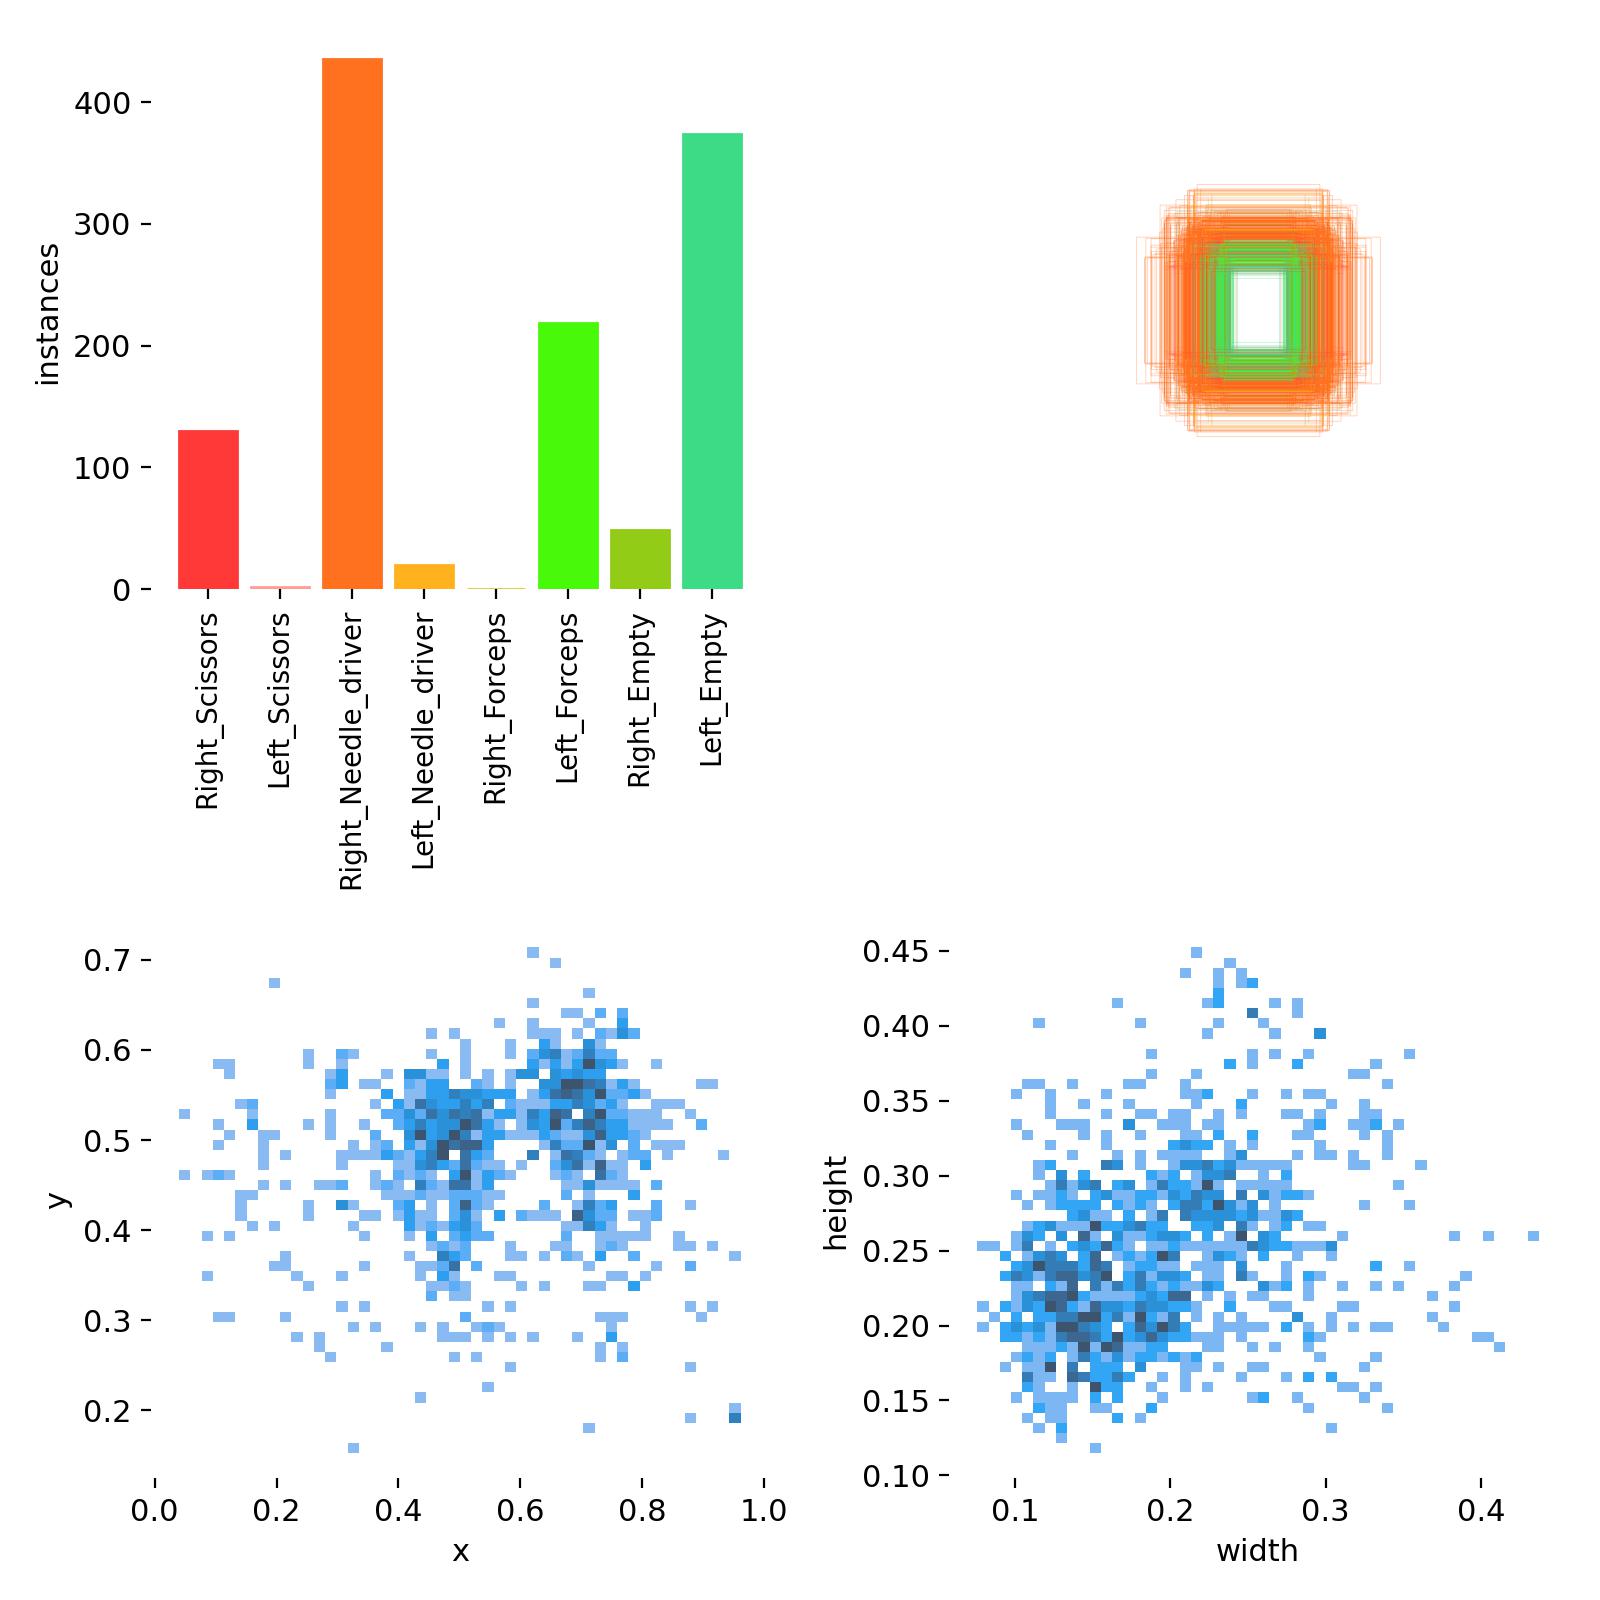 400
300
200
100
0
instances
Right_Scissors
Left_Scissors
Right_Needle_driver
Left_Needle_driver
Right_Forceps
Left_Forceps
Right_Empty
Left_Empty
0.7
0.6
0.5
0.4
0.3
0.2
y
0.0 0.2 0.4 0.6 0.8 1.0
x
0.45
0.40
0.35
0.30
0.25
0.20
0.15
0.10
height
0.1 0.2 0.3 0.4
width